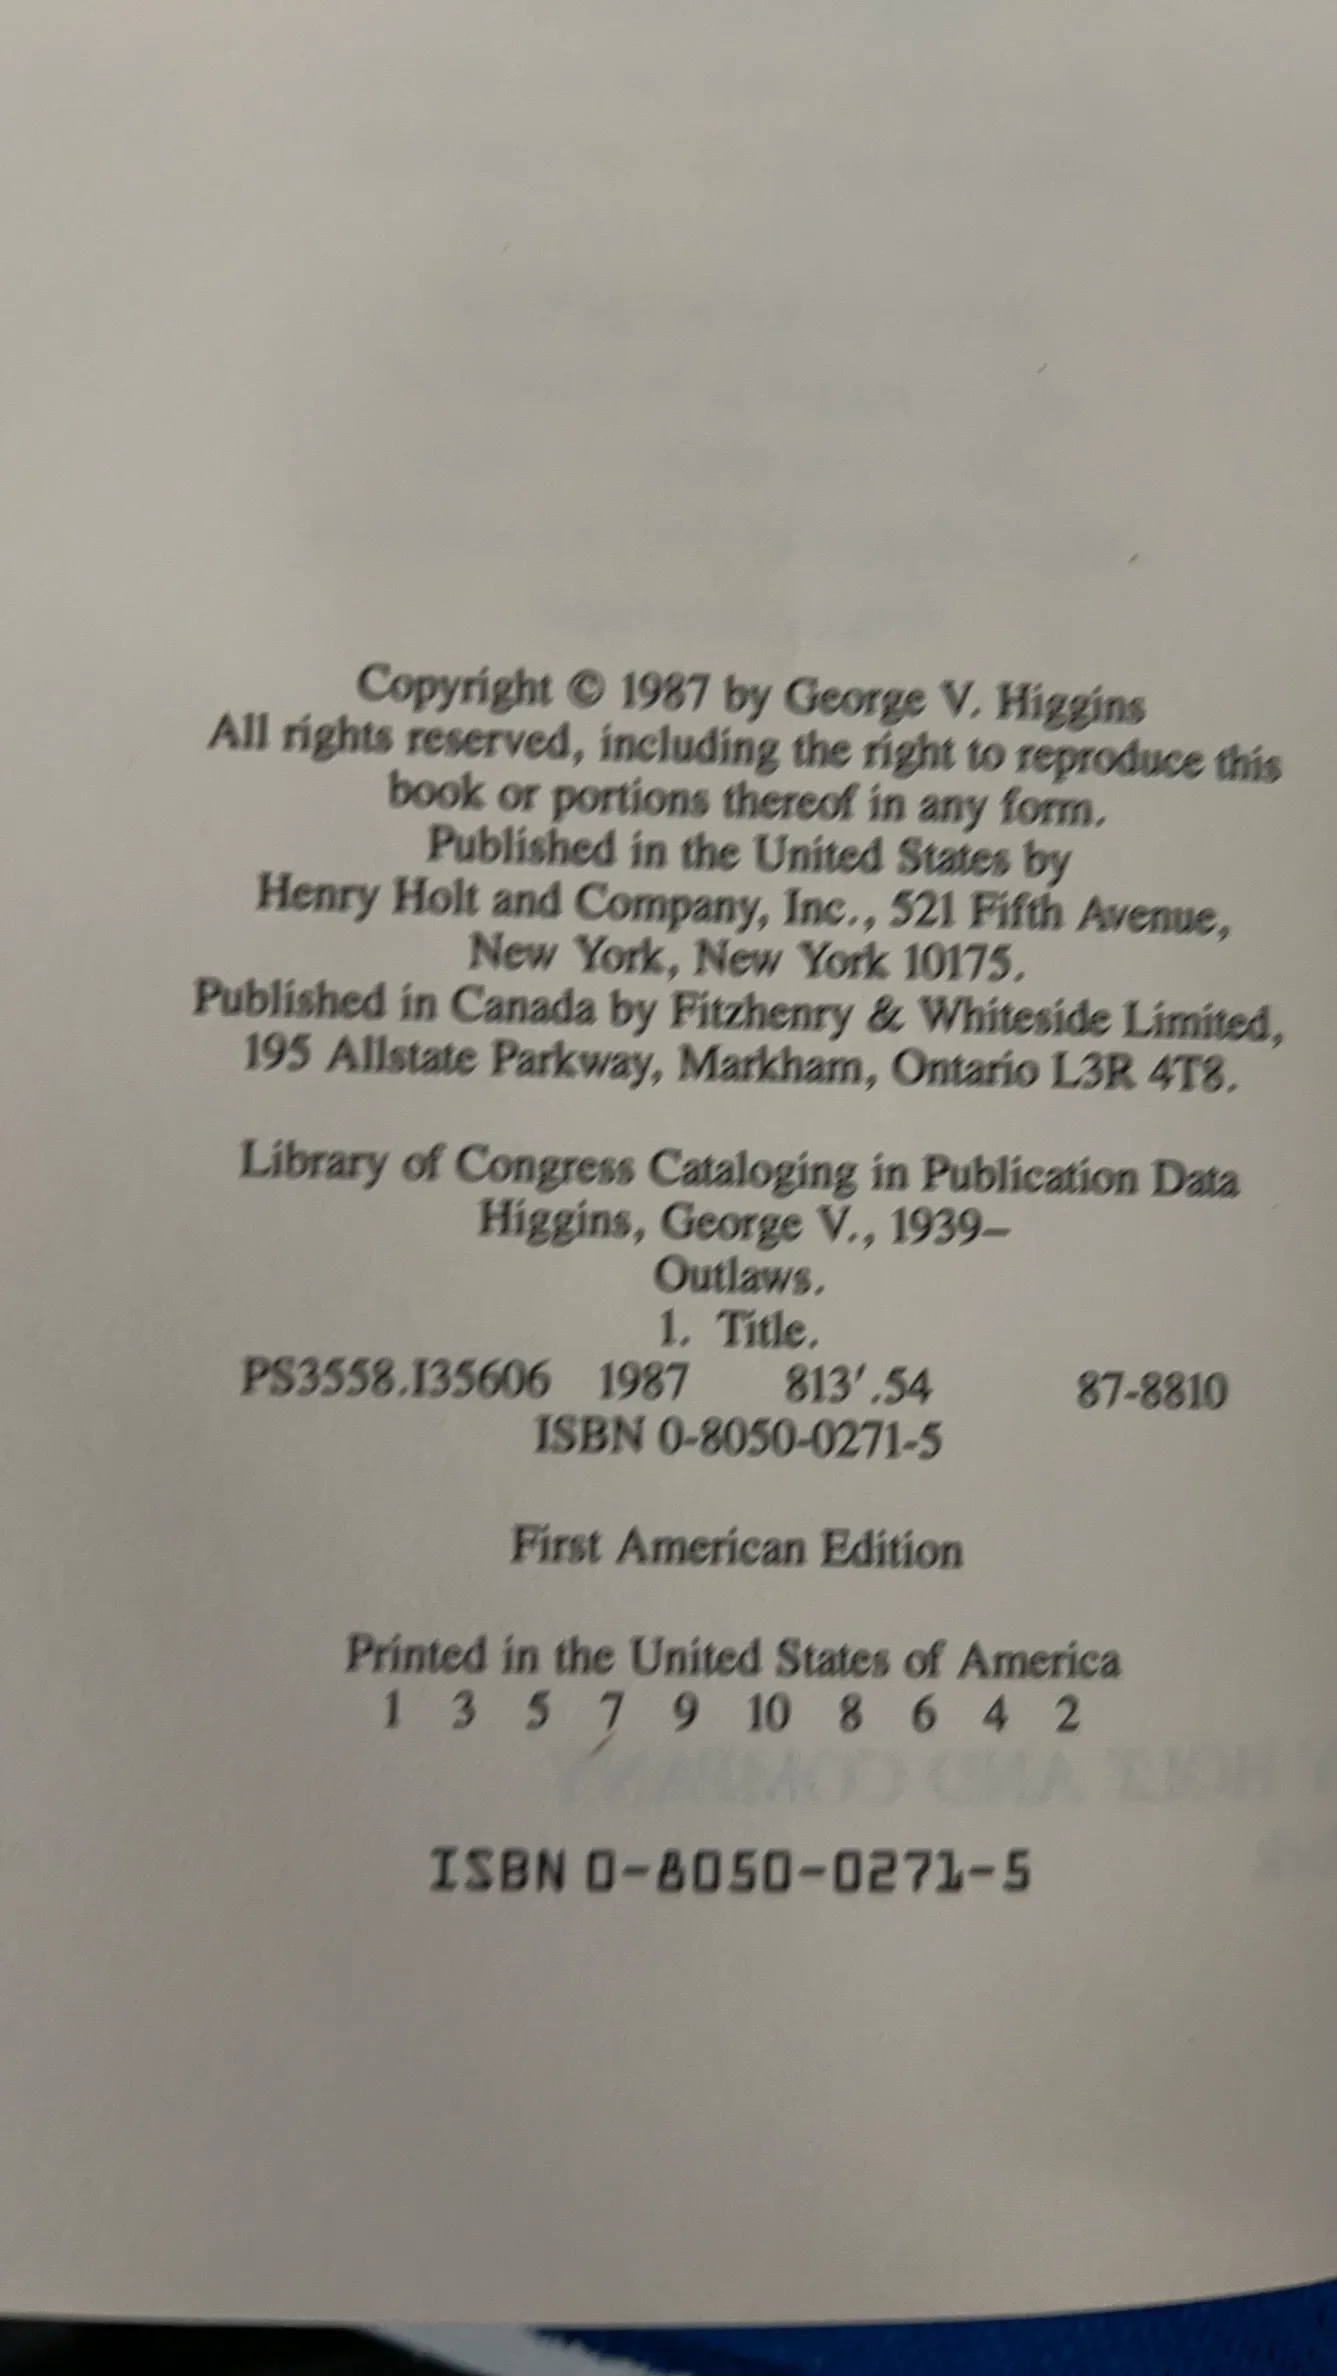 Copyright © 1987 by George V. Higgins
All rights reserved, including the right to reproduce this
book or portions thereof in any form.
Published in the United States by
Henry Holt and Company, Inc., 521 Fifth Avenue,
New York, New York 10175.
Published in Canada by Fitzhenry & Whiteside Limited,
195 Allstate Parkway, Markham, Ontario L3R 4T8.
Library of Congress Cataloging in Publication Data
Higgins, George V., 1939–
Outlaws.
1. Title.
PS3558.I35606 1987 813′.54 87-8810
ISBN 0-8050-0271-5
First American Edition
Printed in the United States of America
1 3 5 7 9 10 8 6 4 2
HOLT AND COMPANY
ISBN 0-8050-0271-5